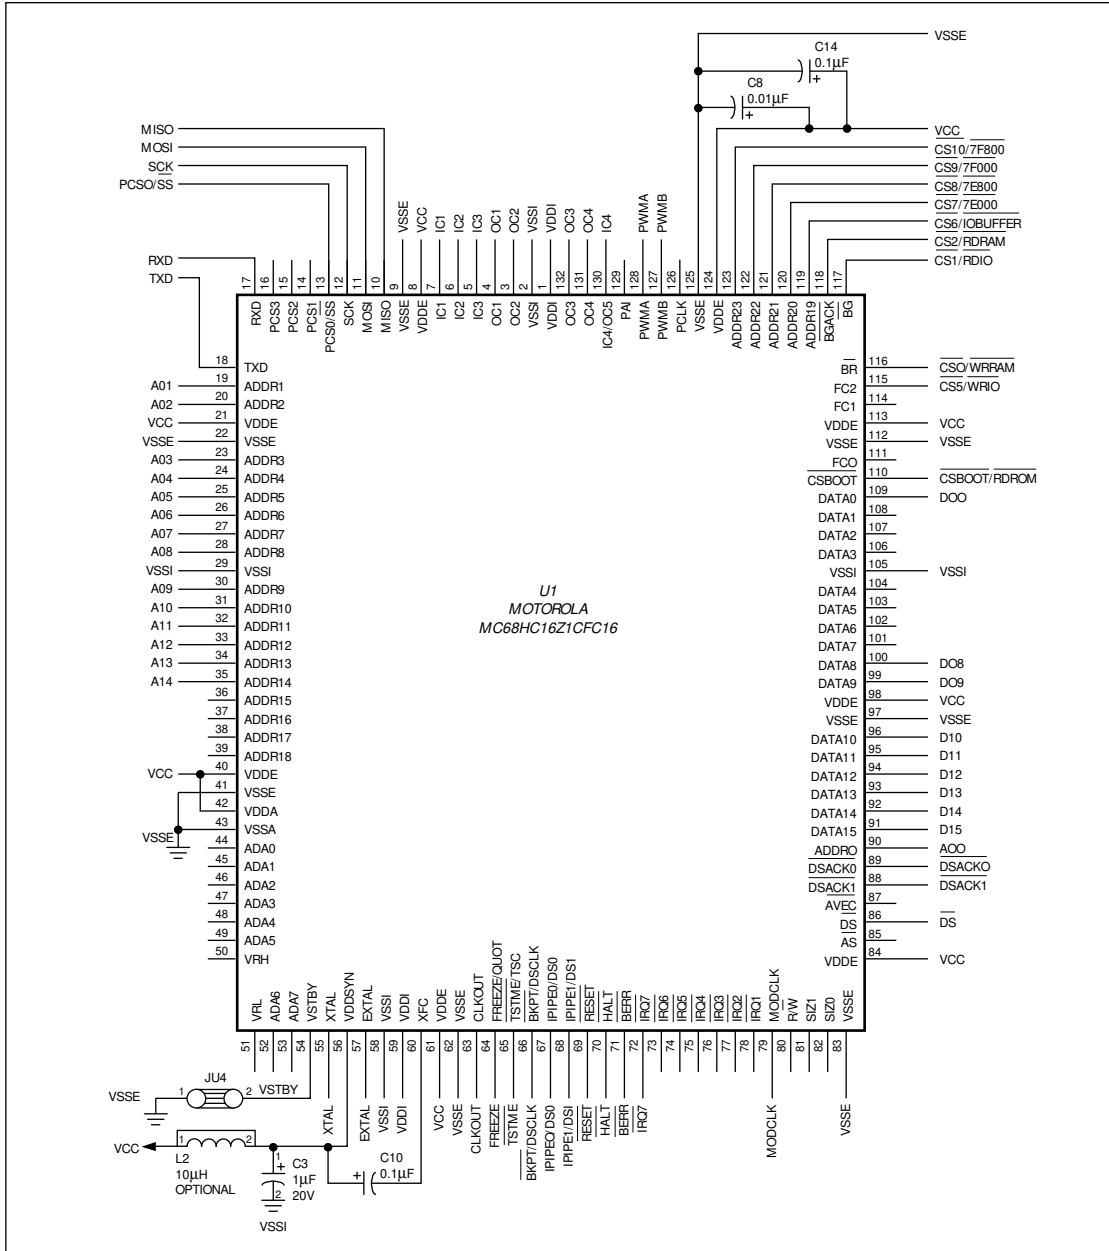 VSSE
C14
0.1µF
+
C8
0.01µF
+
MISO
MOSI
SCK
PCSO/SS
RXD
TXD
VCC
CS10/7F800
CS9/7F000
CS8/7E800
CS7/7E000
CS6/IOBUFFER
CS2/RDRAM
CS1/RDIO
VSSE VCC IC1 IC2 IC3 OC1 OC2 VSSI VDDI OC3 OC4 IC4 PWMA PWMB
17 16 15 14 13 12 11 10 9 8 7 6 5 4 3 2 1 132 131 130 129 128 127 126 125 124 123 122 121 120 119 118 117
RXD PCS3 PCS2 PCS1 PCS0/SS SCK MOSI MISO VSSE VDDE IC1 IC2 IC3 OC1 OC2 VSSI VDDI OC3 OC4 IC4/OC5 PAI PWMA PWMB PCLK VSSE VDDE ADDR23 ADDR22 ADDR21 ADDR20 ADDR19 BGACK BG
18 TXD
A01 19 ADDR1
A02 20 ADDR2
VCC 21 VDDE
VSSE 22 VSSE
A03 23 ADDR3
A04 24 ADDR4
A05 25 ADDR5
A06 26 ADDR6
A07 27 ADDR7
A08 28 ADDR8
VSSI 29 VSSI
A09 30 ADDR9
A10 31 ADDR10
A11 32 ADDR11
A12 33 ADDR12
A13 34 ADDR13
A14 35 ADDR14
36 ADDR15
37 ADDR16
38 ADDR17
39 ADDR18
VCC 40 VDDE
41 VSSE
42 VDDA
VSSE 43 VSSA
44 ADA0
45 ADA1
46 ADA2
47 ADA3
48 ADA4
49 ADA5
50 VRH
U1
MOTOROLA
MC68HC16Z1CFC16
BR 116 CSO/WRRAM
FC2 115 CS5/WRIO
FC1 114
VDDE 113 VCC
VSSE 112 VSSE
FCO 111
CSBOOT 110 CSBOOT/RDROM
DATA0 109 DOO
DATA1 108
DATA2 107
DATA3 106
VSSI 105 VSSI
DATA4 104
DATA5 103
DATA6 102
DATA7 101
DATA8 100 DO8
DATA9 99 DO9
VDDE 98 VCC
VSSE 97 VSSE
DATA10 96 D10
DATA11 95 D11
DATA12 94 D12
DATA13 93 D13
DATA14 92 D14
DATA15 91 D15
ADDRO 90 AOO
DSACK0 89 DSACKO
DSACK1 88 DSACK1
AVEC 87
DS 86 DS
AS 85
VDDE 84 VCC
VRL ADA6 ADA7 VSTBY XTAL VDDSYN EXTAL VSSI VDDI XFC VDDE VSSE CLKOUT FREEZE/QUOT TSTME/TSC BKPT/DSCLK IPIPE0/DS0 IPIPE1/DS1 RESET HALT BERR IRQ7 IRQ6 IRQ5 IRQ4 IRQ3 IRQ2 IRQ1 MODCLK R/W SIZ1 SIZ0 VSSE
51 52 53 54 55 56 57 58 59 60 61 62 63 64 65 66 67 68 69 70 71 72 73 74 75 76 77 78 79 80 81 82 83
XTAL EXTAL VSSI VDDI VCC VSSE CLKOUT FREEZE TSTME BKPT/DSCLK IPIPEO/DS0 IPIPE1/DSI RESET HALT BERR IRQ7 MODCLK VSSE
JU4
VSSE 1 2 VSTBY
VCC 1 2
L2
10µH
OPTIONAL
1 +
C3
1µF
20V
2
VSSI
C10
0.1µF
+